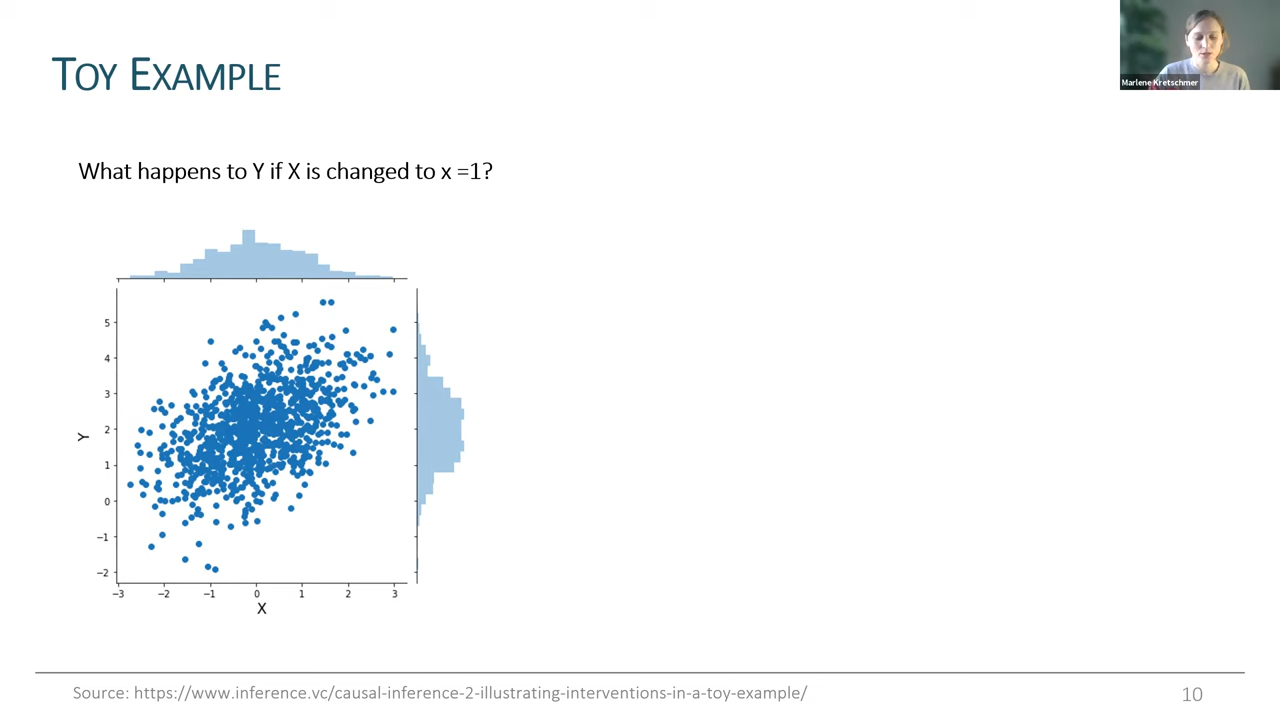 Marlene Kretschmer
TOY EXAMPLE
What happens to Y if X is changed to x =1?
5
4
3
2
1
0
−1
−2
Y
−3 −2 −1 0 1 2 3
X
Source: https://www.inference.vc/causal-inference-2-illustrating-interventions-in-a-toy-example/
10